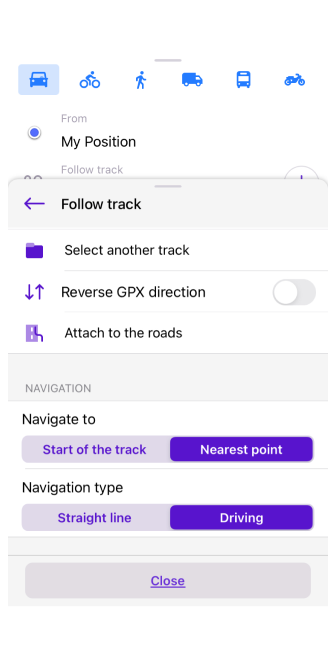 From
My Position
Follow track
Follow track
Select another track
Reverse GPX direction
Attach to the roads
NAVIGATION
Navigate to
Start of the track
Nearest point
Navigation type
Straight line
Driving
Close